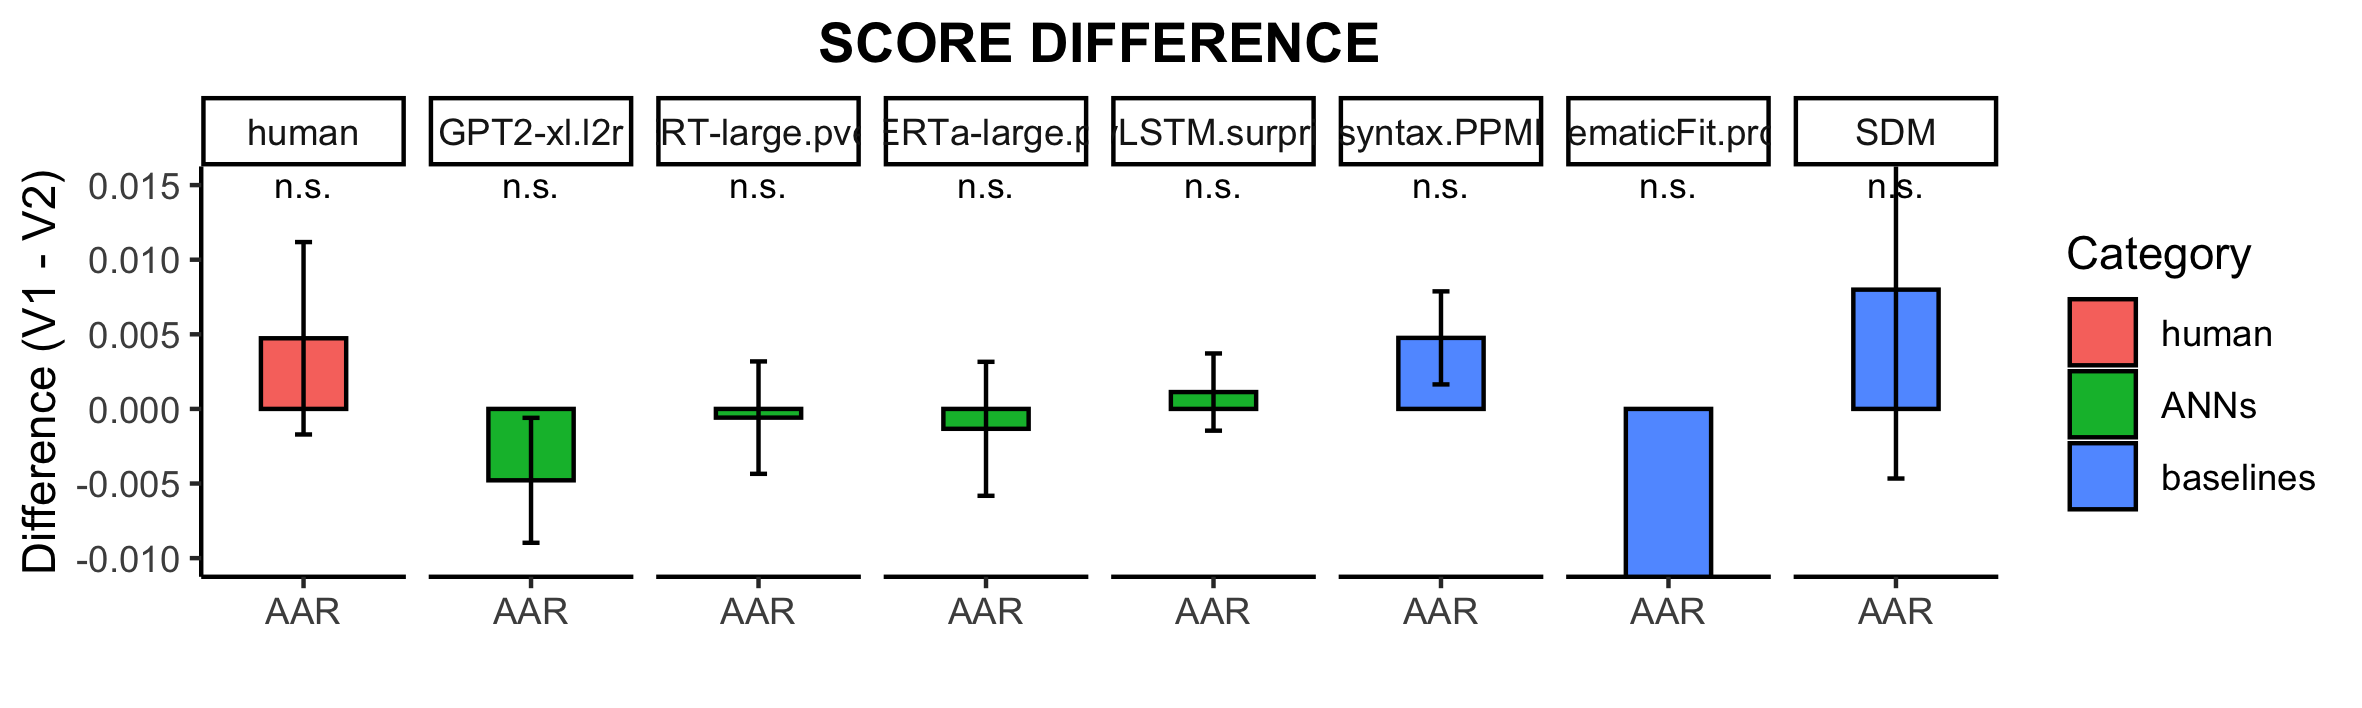 SCORE DIFFERENCE
human
GPT2-xl.l2r
RT-large.pv
ERTa-large.p
LSTM.surpr
syntax.PPMI
ematicFit.pro
SDM
n.s.
n.s.
n.s.
n.s.
n.s.
n.s.
n.s.
n.s.
Difference (V1 - V2)
0.015
0.010
0.005
0.000
-0.005
-0.010
AAR
AAR
AAR
AAR
AAR
AAR
AAR
AAR
Category
human
ANNs
baselines